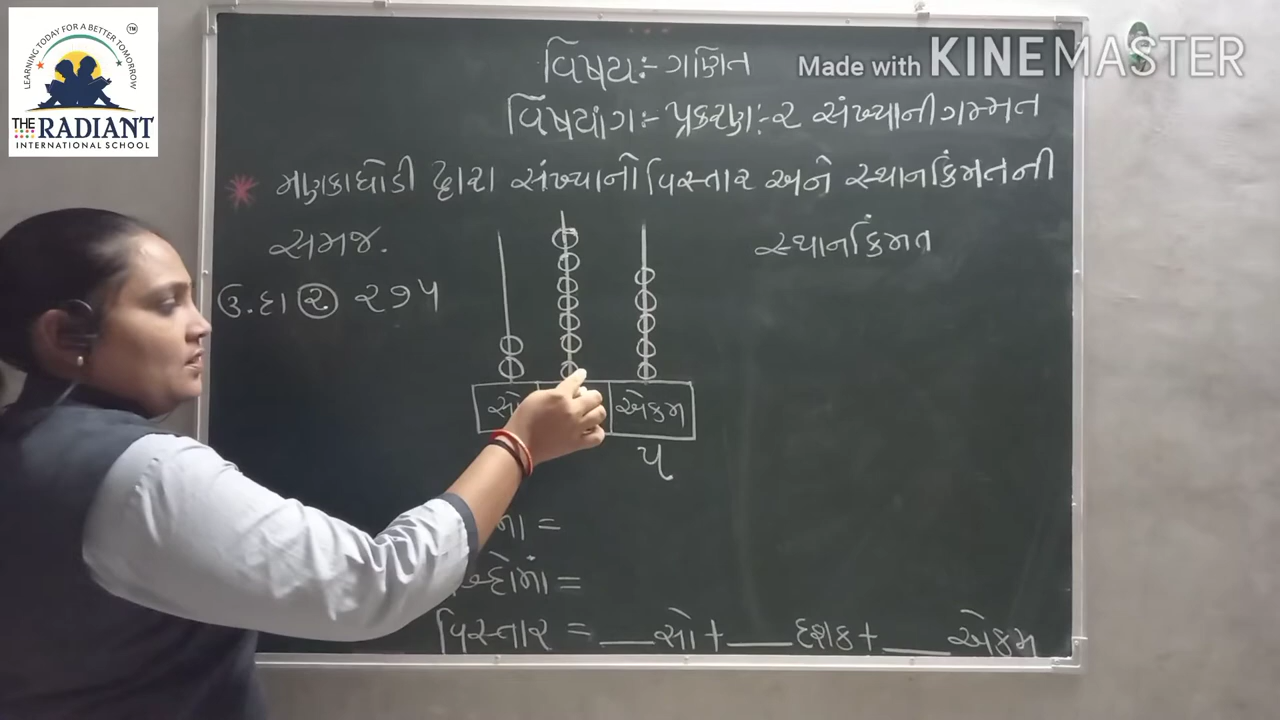 LEARNING TODAY FOR A BETTER TOMORROW
TM
THE RADIANT
INTERNATIONAL SCHOOL
Made with KINEMASTER
વિષય:- ગણિત
વિષયાંગ:- પ્રકરણ:- ૨ સંખ્યાની ગમ્મત
મણકાઘોડી દ્વારા સંખ્યાનો વિસ્તાર અને સ્થાનકિંમતની
સમજ.
સ્થાનકિંમત
ઉ.દા ૨ ૨૭૫
સો એકમ
૫
=
=
વિસ્તાર = ___સો + ___દશક + ___એકમ